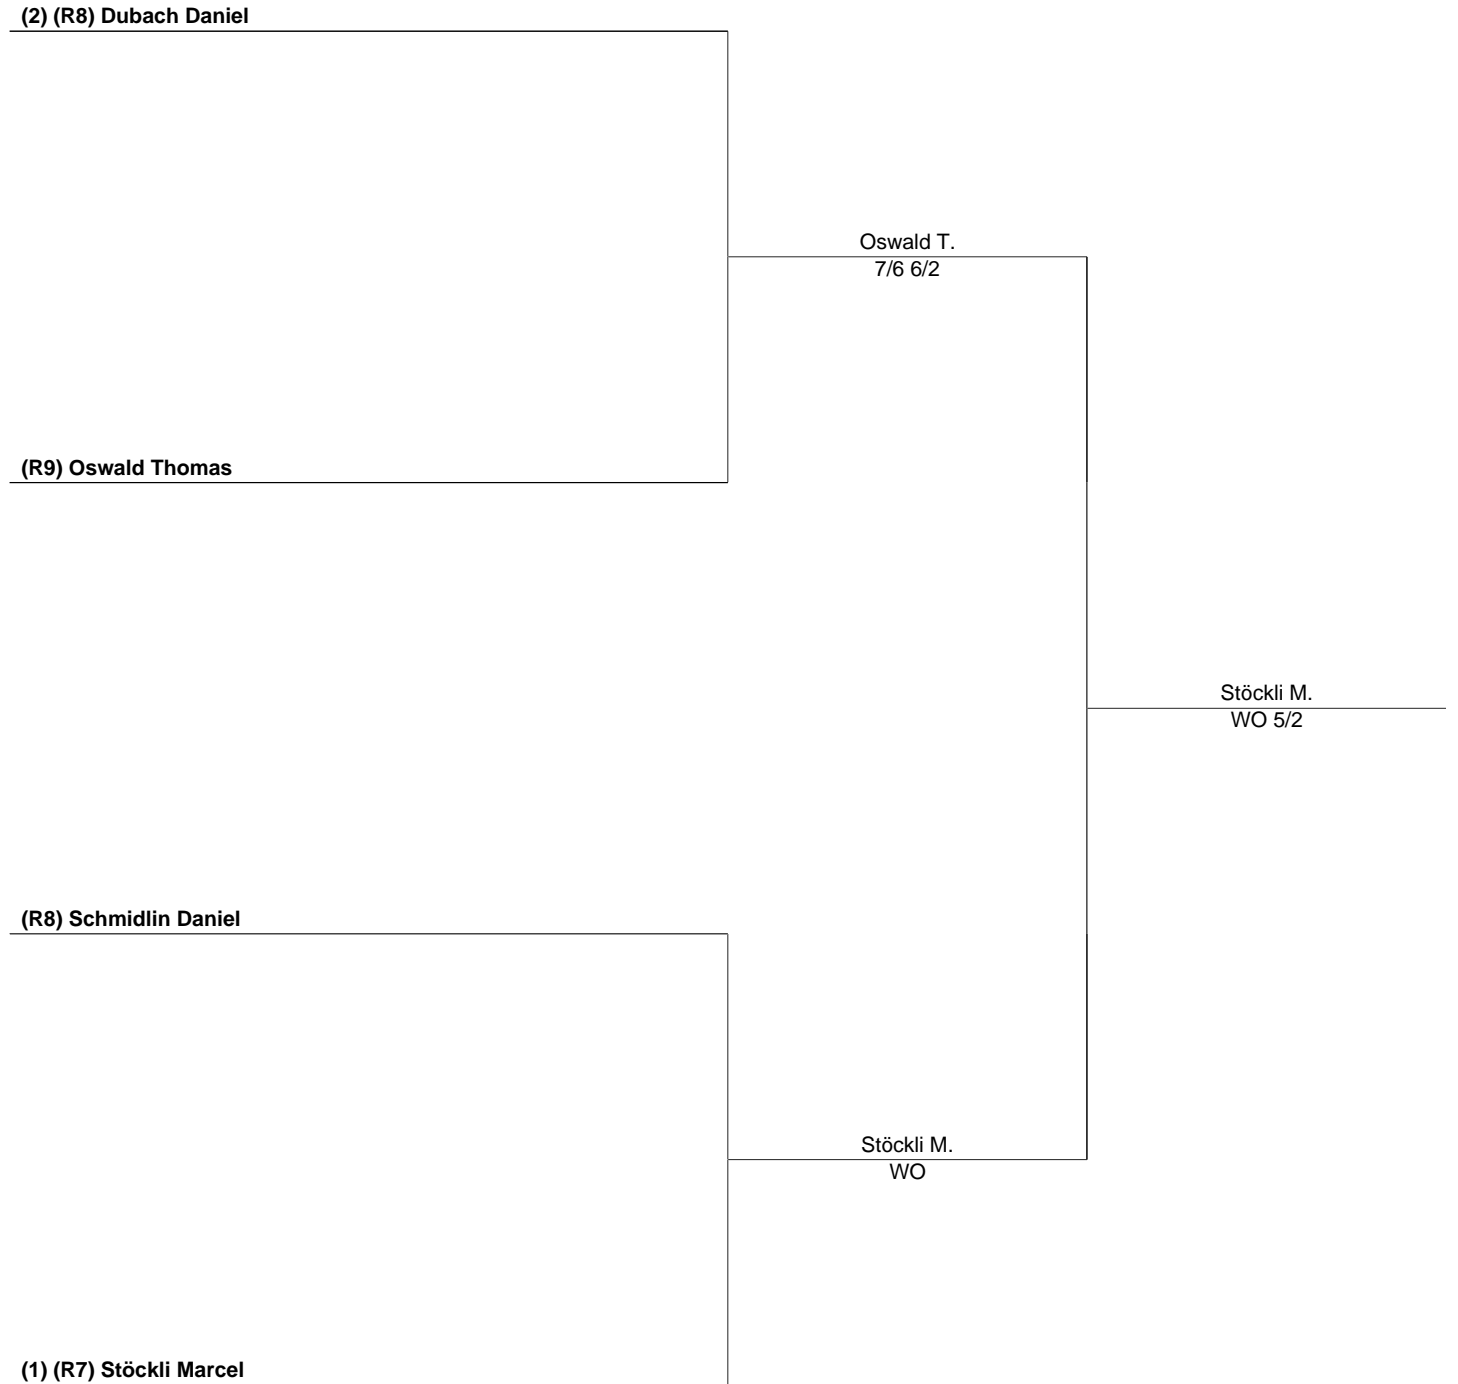 (2) (R8) Dubach Daniel
Oswald T.
7/6 6/2
(R9) Oswald Thomas
Stöckli M.
WO 5/2
(R8) Schmidlin Daniel
Stöckli M.
WO
(1) (R7) Stöckli Marcel